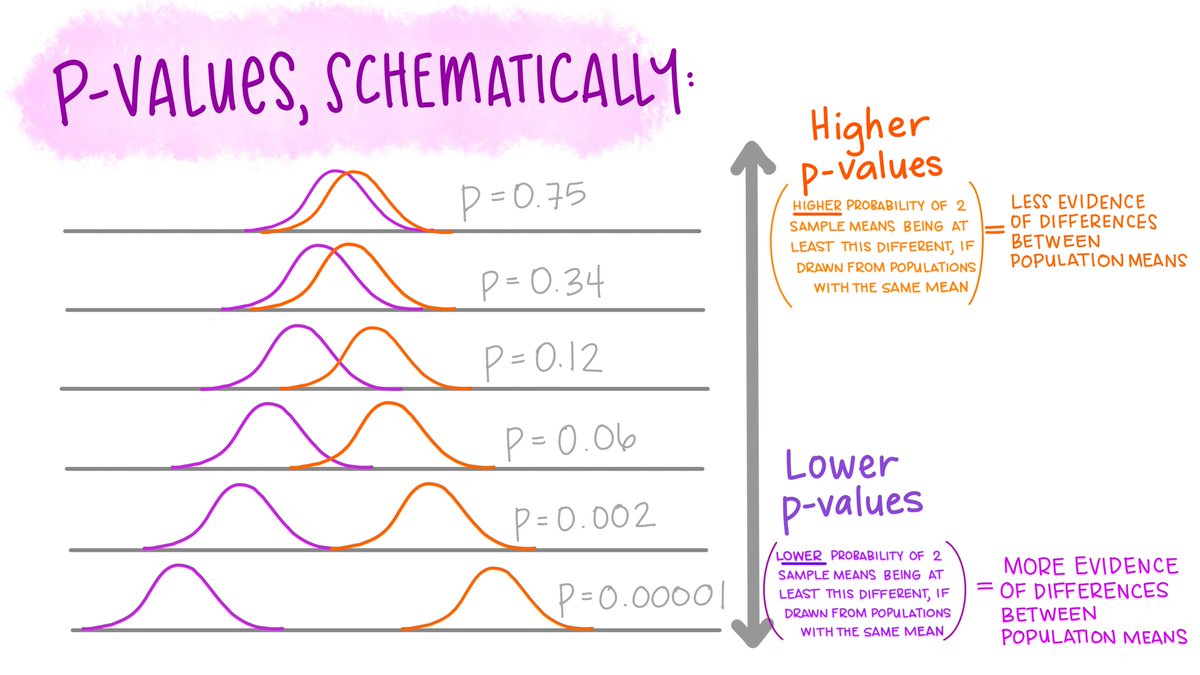 P-VALUES, SCHEMATICALLY:
P = 0.75
P = 0.34
P = 0.12
P = 0.06
P = 0.002
P = 0.00001
Higher
p-values
(HIGHER PROBABILITY OF 2
SAMPLE MEANS BEING AT
LEAST THIS DIFFERENT, IF
DRAWN FROM POPULATIONS
WITH THE SAME MEAN)
=
LESS EVIDENCE
OF DIFFERENCES
BETWEEN
POPULATION MEANS
Lower
p-values
(LOWER PROBABILITY OF 2
SAMPLE MEANS BEING AT
LEAST THIS DIFFERENT, IF
DRAWN FROM POPULATIONS
WITH THE SAME MEAN)
=
MORE EVIDENCE
OF DIFFERENCES
BETWEEN
POPULATION MEANS